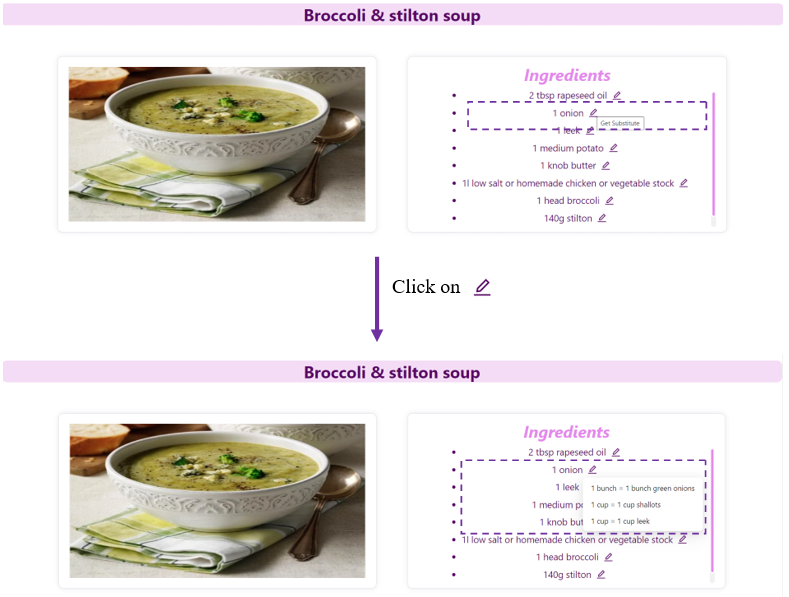 Broccoli & stilton soup
Ingredients
2 tbsp rapeseed oil
1 onion
Get Substitute
1 leek
1 medium potato
1 knob butter
1l low salt or homemade chicken or vegetable stock
1 head broccoli
140g stilton
Click on
Broccoli & stilton soup
Ingredients
2 tbsp rapeseed oil
1 onion
1 leek
1 bunch = 1 bunch green onions
1 medium po
1 cup = 1 cup shallots
1 knob but
1 cup = 1 cup leek
1l low salt or homemade chicken or vegetable stock
1 head broccoli
140g stilton